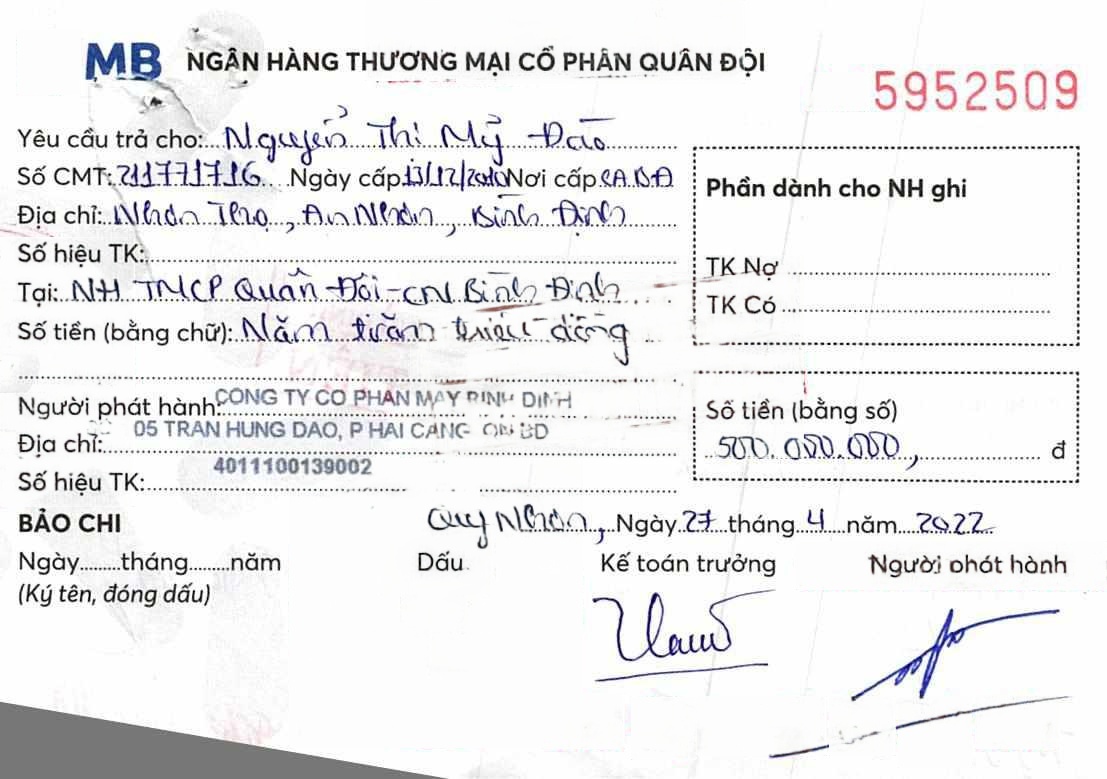 MB NGÂN HÀNG THƯƠNG MẠI CỔ PHẦN QUÂN ĐỘI
5952509
Yêu cầu trả cho: Nguyễn Thị Mỹ Đào
Số CMT: 211771716 Ngày cấp 13/12/2010 Nơi cấp C.A.B.Đ
Địa chỉ: Nhơn Thọ, An Nhơn, Bình Định
Số hiệu TK:
Tại: NH TMCP Quân Đội - CN Bình Định
Số tiền (bằng chữ): Năm trăm triệu đồng
Phần dành cho NH ghi
TK Nợ
TK Có
Người phát hành: CONG TY CO PHAN MAY BINH DINH
Địa chỉ: 05 TRAN HUNG DAO, P HAI CANG QN BD
Số hiệu TK: 4011100139002
Số tiền (bằng số)
500.000.000, đ
BẢO CHI
Quy Nhơn, Ngày 27 tháng 4 năm 2022
Ngày........tháng........năm
(Ký tên, đóng dấu)
Dấu
Kế toán trưởng
Người phát hành